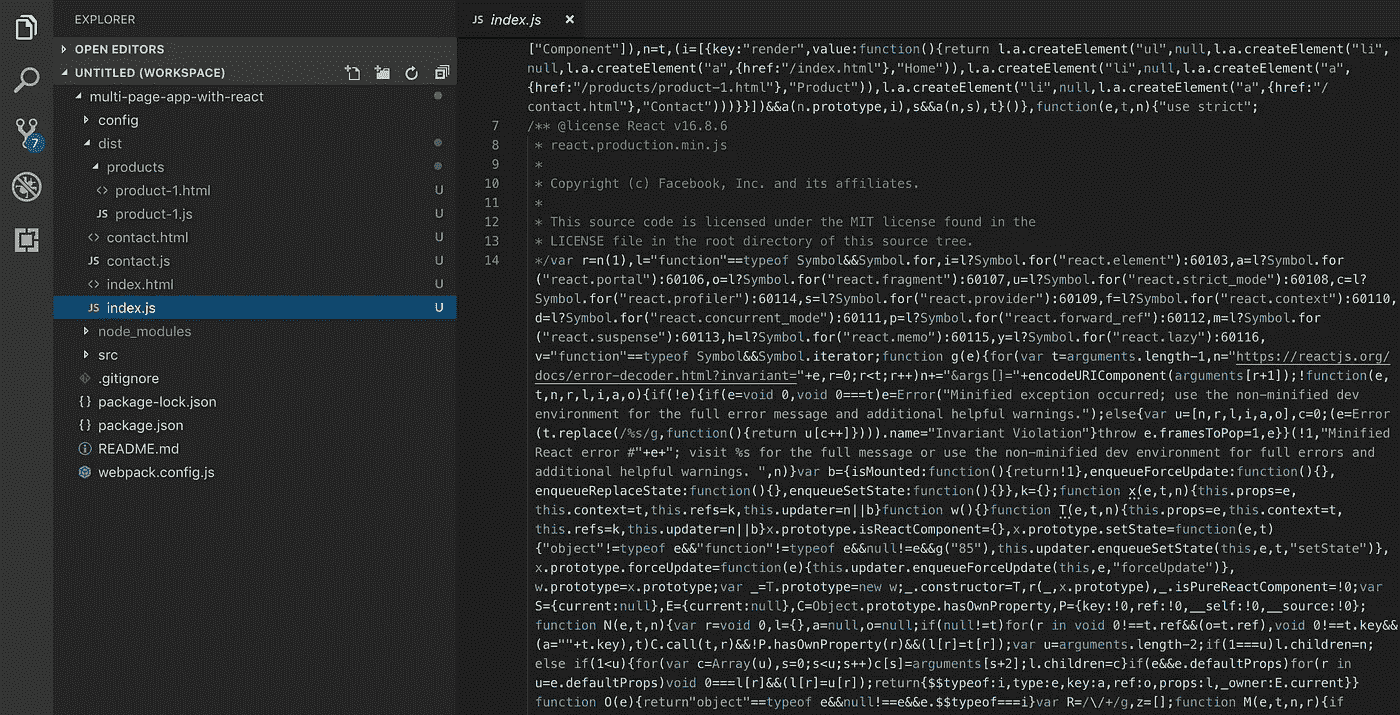 EXPLORER
OPEN EDITORS
UNTITLED (WORKSPACE)
multi-page-app-with-react
config
dist
products
<> product-1.html U
JS product-1.js U
<> contact.html U
JS contact.js U
<> index.html U
JS index.js U
node_modules
src
.gitignore
{} package-lock.json
{} package.json
README.md
webpack.config.js
7
JS index.js ×
["Component"]),n=t,(i=[{key:"render",value:function(){return l.a.createElement("ul",null,l.a.createElement("li",
null,l.a.createElement("a",{href:"/index.html"},"Home")),l.a.createElement("li",null,l.a.createElement("a",
{href:"/products/product-1.html"},"Product")),l.a.createElement("li",null,l.a.createElement("a",{href:"/
contact.html"},"Contact")))}}])&&a(n.prototype,i),s&&a(n,s),t}()},function(e,t,n){"use strict";
7 /** @license React v16.8.6
8 * react.production.min.js
9 *
10 * Copyright (c) Facebook, Inc. and its affiliates.
11 *
12 * This source code is licensed under the MIT license found in the
13 * LICENSE file in the root directory of this source tree.
14 */var r=n(1),l="function"==typeof Symbol&&Symbol.for,i=l?Symbol.for("react.element"):60103,a=l?Symbol.for
("react.portal"):60106,o=l?Symbol.for("react.fragment"):60107,u=l?Symbol.for("react.strict_mode"):60108,c=l?
Symbol.for("react.profiler"):60114,s=l?Symbol.for("react.provider"):60109,f=l?Symbol.for("react.context"):60110,
d=l?Symbol.for("react.concurrent_mode"):60111,p=l?Symbol.for("react.forward_ref"):60112,m=l?Symbol.for
("react.suspense"):60113,h=l?Symbol.for("react.memo"):60115,y=l?Symbol.for("react.lazy"):60116,
v="function"==typeof Symbol&&Symbol.iterator;function g(e){for(var t=arguments.length-1,n="https://reactjs.org/
docs/error-decoder.html?invariant="+e,r=0;r<t;r++)n+="&args[]="+encodeURIComponent(arguments[r+1]);!function(e,
t,n,r,l,i,a,o){if(!e){if(e=void 0,void 0===t)e=Error("Minified exception occurred; use the non-minified dev
environment for the full error message and additional helpful warnings.");else{var u=[n,r,l,i,a,o],c=0;(e=Error
(t.replace(/%s/g,function(){return u[c++]}))).name="Invariant Violation"}throw e.framesToPop=1,e}}(!1,"Minified
React error #"+e+"; visit %s for the full message or use the non-minified dev environment for full errors and
additional helpful warnings. ",n)}var b={isMounted:function(){return!1},enqueueForceUpdate:function(){},
enqueueReplaceState:function(){},enqueueSetState:function(){}},k={};function x(e,t,n){this.props=e,
this.context=t,this.refs=k,this.updater=n||b}function w(){}function T(e,t,n){this.props=e,this.context=t,
this.refs=k,this.updater=n||b}x.prototype.isReactComponent={},x.prototype.setState=function(e,t)
{"object"!=typeof e&&"function"!=typeof e&&null!=e&&g("85"),this.updater.enqueueSetState(this,e,t,"setState")},
x.prototype.forceUpdate=function(e){this.updater.enqueueForceUpdate(this,e,"forceUpdate")},
w.prototype=x.prototype;var _=T.prototype=new w;_.constructor=T,r(_,x.prototype),_.isPureReactComponent=!0;var
S={current:null},E={current:null},C=Object.prototype.hasOwnProperty,P={key:!0,ref:!0,__self:!0,__source:!0};
function N(e,t,n){var r=void 0,l={},a=null,o=null;if(null!=t)for(r in void 0!==t.ref&&(o=t.ref),void 0!==t.key&&
(a=""+t.key),t)C.call(t,r)&&!P.hasOwnProperty(r)&&(l[r]=t[r]);var u=arguments.length-2;if(1===u)l.children=n;
else if(1<u){for(var c=Array(u),s=0;s<u;s++)c[s]=arguments[s+2];l.children=c}if(e&&e.defaultProps)for(r in
u=e.defaultProps)void 0===l[r]&&(l[r]=u[r]);return{$$typeof:i,type:e,key:a,ref:o,props:l,_owner:E.current}}
function O(e){return"object"==typeof e&&null!==e&&e.$$typeof===i}var R=/\/+/g,z=[];function M(e,t,n,r){if